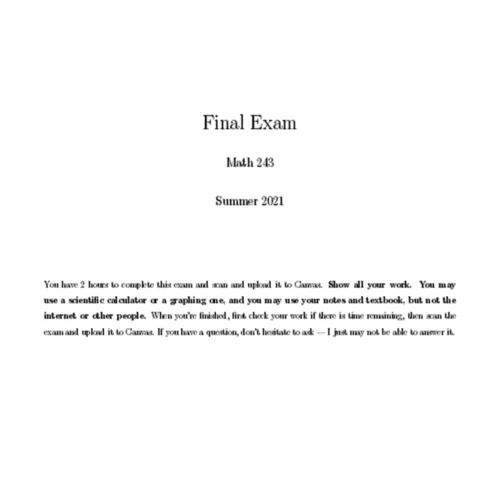 Final Exam
Math 243
Summer 2021
You have 2 hours to complete this exam and scan and upload it to Canvas. Show all your work. You may
use a scientific calculator or a graphing one, and you may use your notes and textbook, but not the
internet or other people. When you're finished, first check your work if there is time remaining, then scan the
exam and upload it to Canvas. If you have a question, don't hesitate to ask — I just may not be able to answer it.